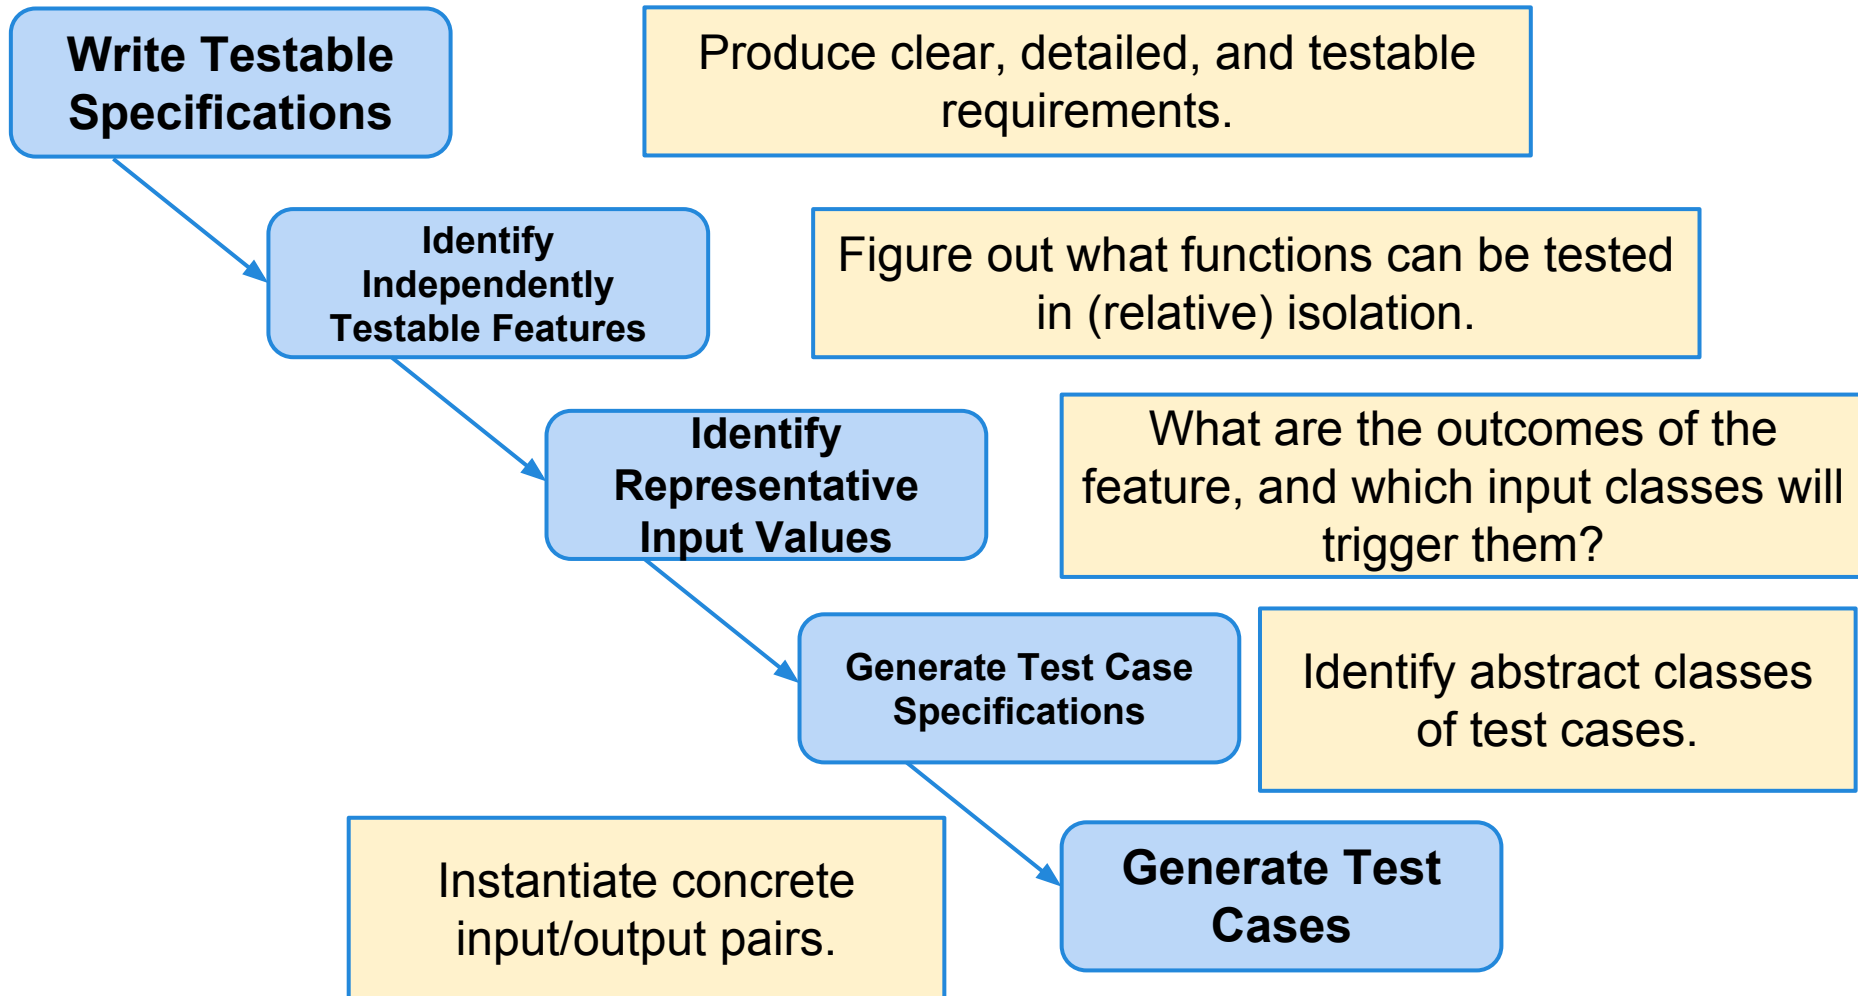 Write Testable
Specifications
Produce clear, detailed, and testable
requirements.
Identify
Independently
Testable Features
Figure out what functions can be tested
in (relative) isolation.
Identify
Representative
Input Values
What are the outcomes of the
feature, and which input classes will
trigger them?
Generate Test Case
Specifications
Identify abstract classes
of test cases.
Generate Test
Cases
Instantiate concrete
input/output pairs.